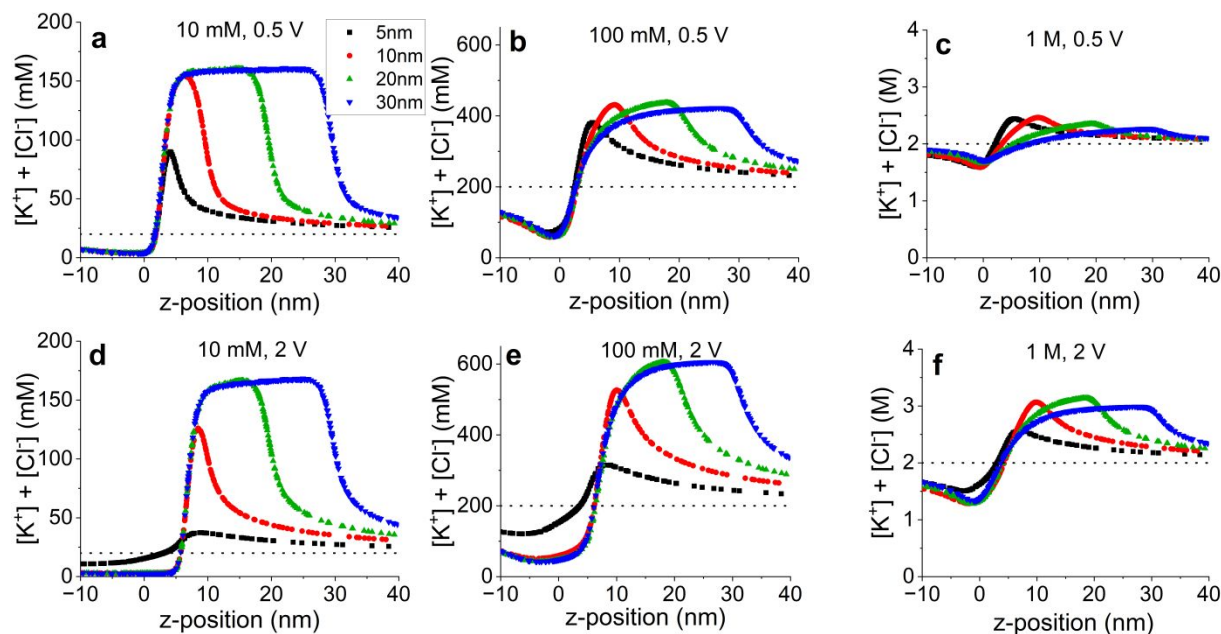 a
10 mM, 0.5 V
5nm
10nm
20nm
30nm
[K⁺] + [Cl⁻] (mM)
200
150
100
50
0
−10 0 10 20 30 40
z-position (nm)
b
100 mM, 0.5 V
[K⁺] + [Cl⁻] (mM)
600
400
200
0
−10 0 10 20 30 40
z-position (nm)
c
1 M, 0.5 V
[K⁺] + [Cl⁻] (M)
4
3
2
1
0
−10 0 10 20 30 40
z-position (nm)
d
10 mM, 2 V
[K⁺] + [Cl⁻] (mM)
200
150
100
50
0
−10 0 10 20 30 40
z-position (nm)
e
100 mM, 2 V
[K⁺] + [Cl⁻] (mM)
600
400
200
0
−10 0 10 20 30 40
z-position (nm)
f
1 M, 2 V
[K⁺] + [Cl⁻] (M)
4
3
2
1
0
−10 0 10 20 30 40
z-position (nm)